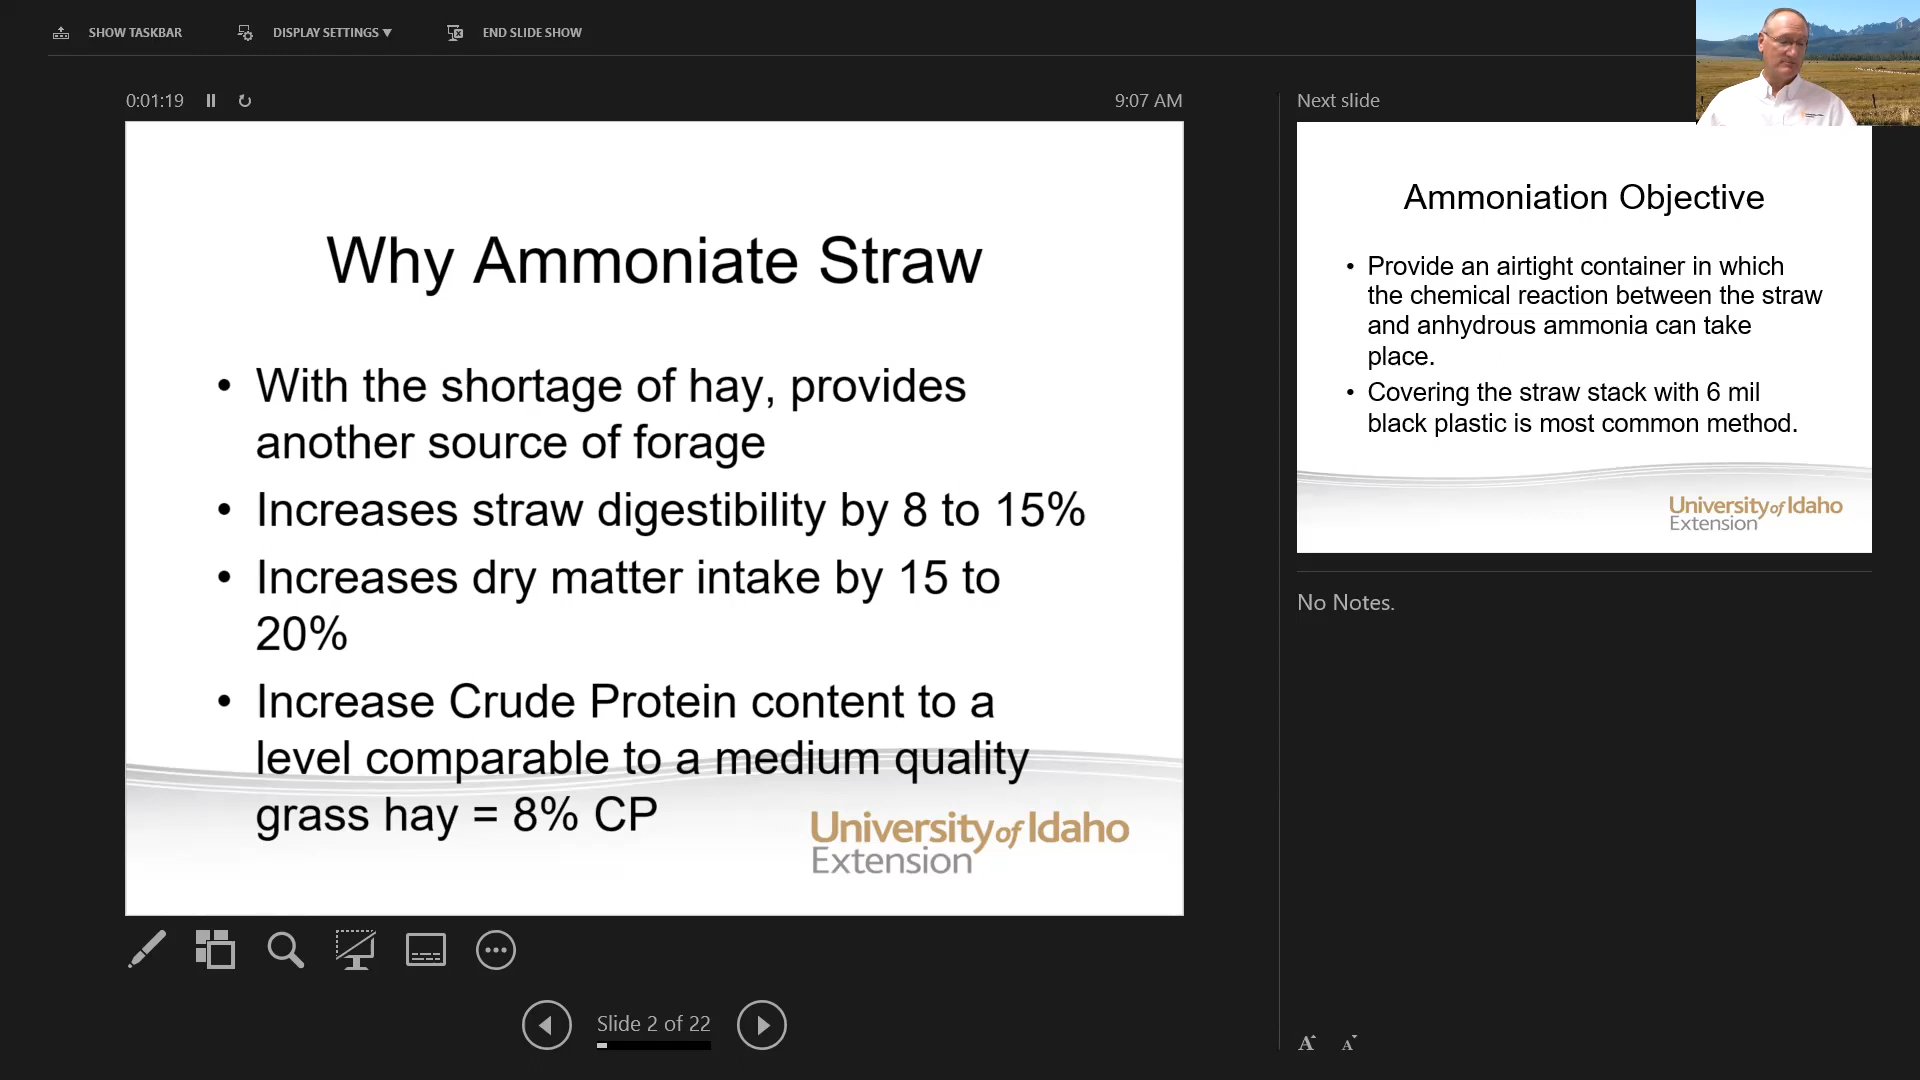 SHOW TASKBAR
DISPLAY SETTINGS ▼
END SLIDE SHOW
0:01:19
9:07 AM
Why Ammoniate Straw
• With the shortage of hay, provides
another source of forage
• Increases straw digestibility by 8 to 15%
• Increases dry matter intake by 15 to
20%
• Increase Crude Protein content to a
level comparable to a medium quality
grass hay = 8% CP
University of Idaho
Extension
Slide 2 of 22
Next slide
Ammoniation Objective
• Provide an airtight container in which
the chemical reaction between the straw
and anhydrous ammonia can take
place.
• Covering the straw stack with 6 mil
black plastic is most common method.
University of Idaho
Extension
No Notes.
A A